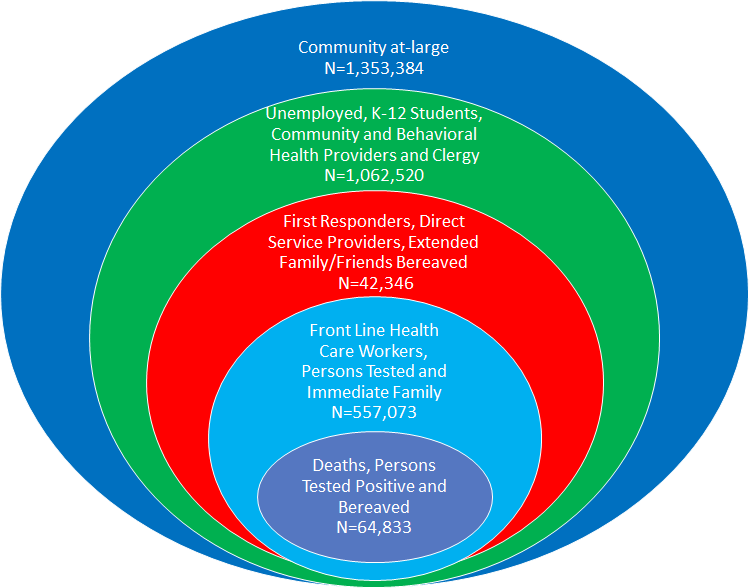 Community at-large
N=1,353,384
Unemployed, K-12 Students,
Community and Behavioral
Health Providers and Clergy
N=1,062,520
First Responders, Direct
Service Providers, Extended
Family/Friends Bereaved
N=42,346
Front Line Health
Care Workers,
Persons Tested and
Immediate Family
N=557,073
Deaths, Persons
Tested Positive and
Bereaved
N=64,833